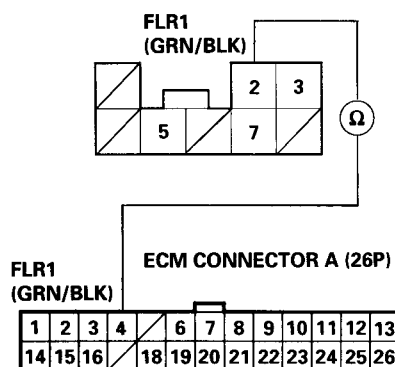 FLR1
(GRN/BLK)
2 3
5 7
Ω
ECM CONNECTOR A (26P)
FLR1
(GRN/BLK)
1 2 3 4 6 7 8 9 10 11 12 13
14 15 16 18 19 20 21 22 23 24 25 26